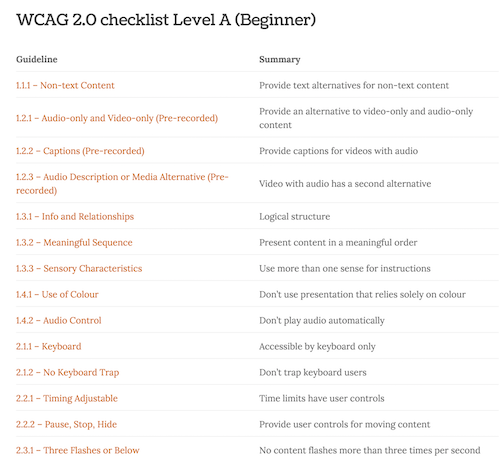 WCAG 2.0 checklist Level A (Beginner)
Guideline Summary
1.1.1 – Non-text Content Provide text alternatives for non-text content
1.2.1 – Audio-only and Video-only (Pre-recorded) Provide an alternative to video-only and audio-only
content
1.2.2 – Captions (Pre-recorded) Provide captions for videos with audio
1.2.3 – Audio Description or Media Alternative (Pre-
recorded) Video with audio has a second alternative
1.3.1 – Info and Relationships Logical structure
1.3.2 – Meaningful Sequence Present content in a meaningful order
1.3.3 – Sensory Characteristics Use more than one sense for instructions
1.4.1 – Use of Colour Don’t use presentation that relies solely on colour
1.4.2 – Audio Control Don’t play audio automatically
2.1.1 – Keyboard Accessible by keyboard only
2.1.2 – No Keyboard Trap Don’t trap keyboard users
2.2.1 – Timing Adjustable Time limits have user controls
2.2.2 – Pause, Stop, Hide Provide user controls for moving content
2.3.1 – Three Flashes or Below No content flashes more than three times per second